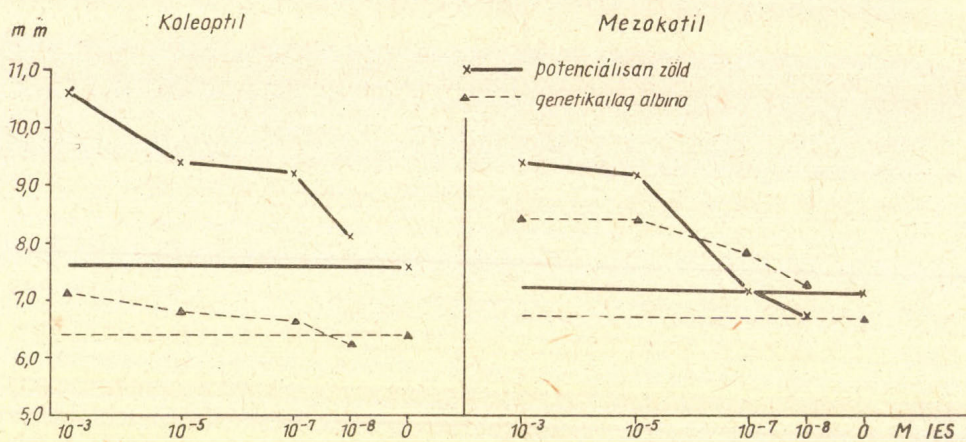 m m
Koleoptil
Mezokotil
x potenciálisan zöld
genetikailag albino
11,0
10,0
9,0
8,0
7,0
6,0
5,0
10⁻³ 10⁻⁵ 10⁻⁷ 10⁻⁸ 0
10⁻³ 10⁻⁵ 10⁻⁷ 10⁻⁸ 0 M IES